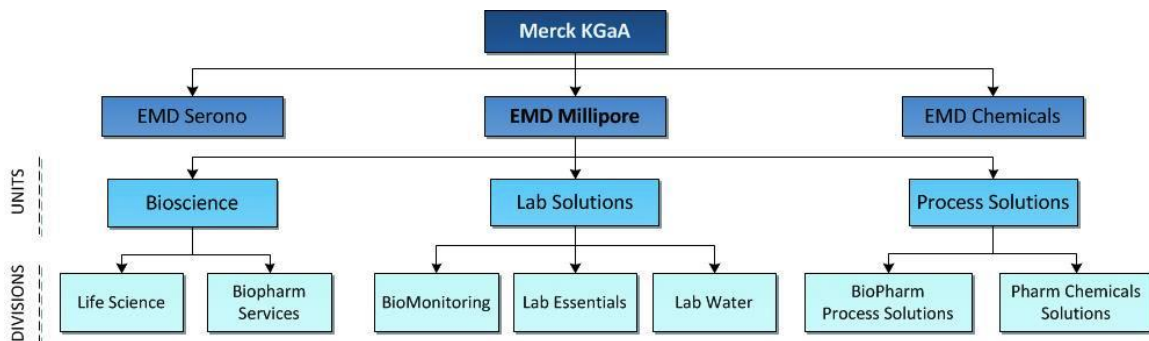 Merck KGaA
EMD Serono
EMD Millipore
EMD Chemicals
UNITS
Bioscience
Lab Solutions
Process Solutions
DIVISIONS
Life Science
Biopharm
Services
BioMonitoring
Lab Essentials
Lab Water
BioPharm
Process Solutions
Pharm Chemicals
Solutions